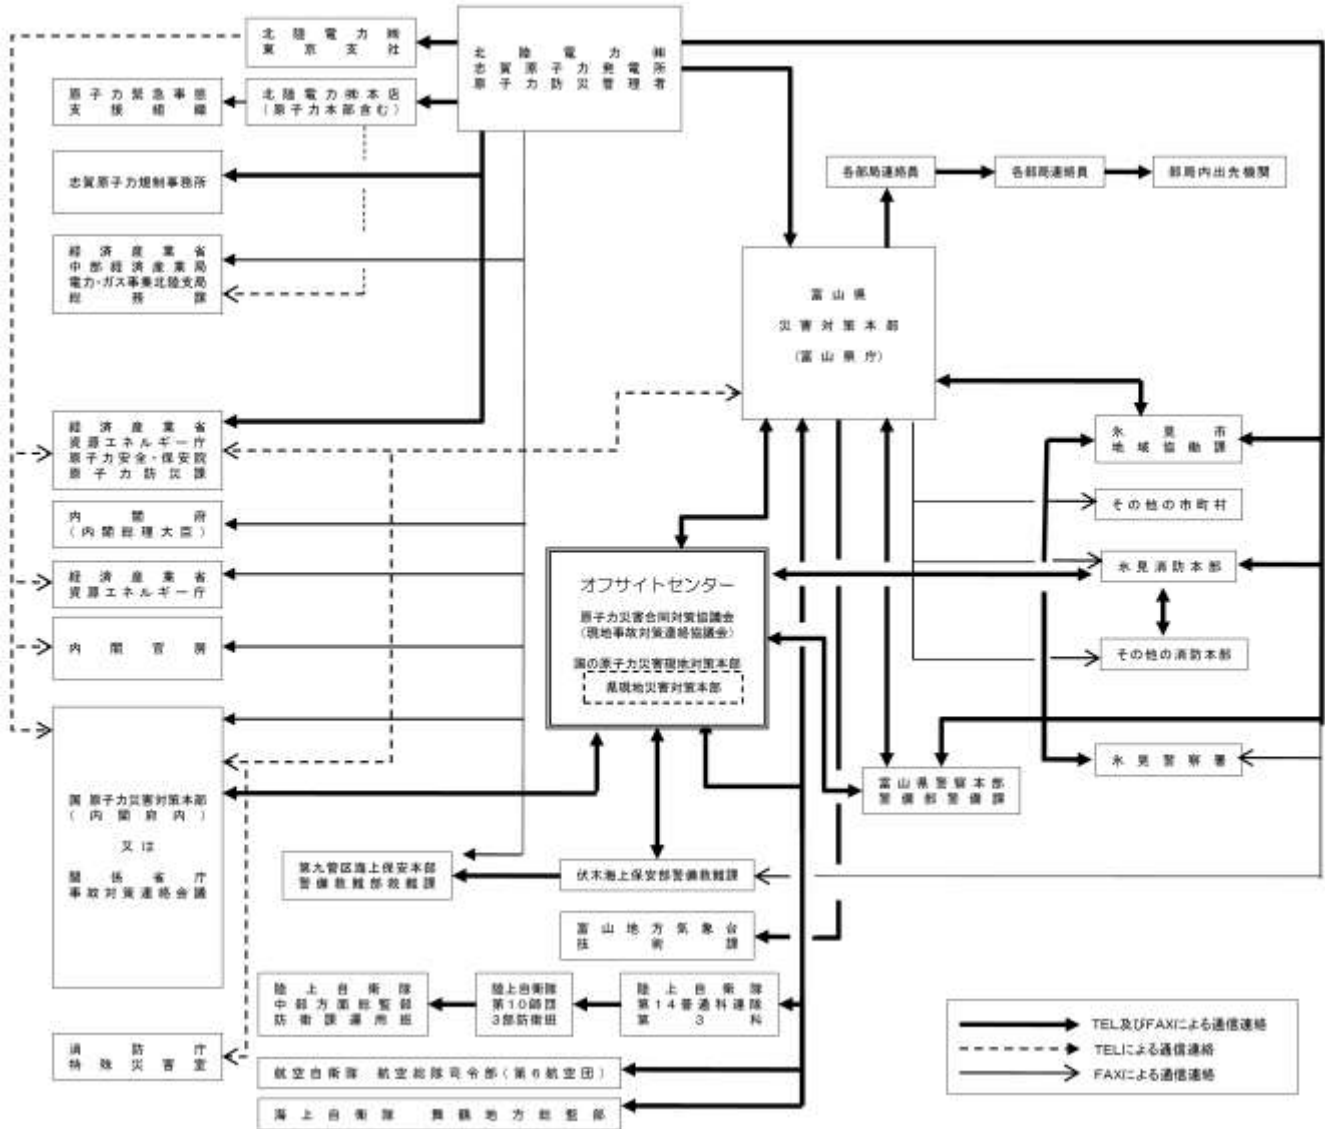 北陸電力㈱
東京支社
北陸電力㈱
志賀原子力発電所
原子力防災管理者
原子力緊急事態
支援組織
北陸電力㈱本店
(原子力本部含む)
志賀原子力規制事務所
各部局連絡員
各部局連絡員
部局内出先機関
経済産業省
中部経済産業局
電力・ガス事業北陸支局
総務課
富山県
災害対策本部
(富山県庁)
経済産業省
資源エネルギー庁
原子力安全・保安院
原子力防災課
氷見市
地域協働課
内閣府
(内閣総理大臣)
その他の市町村
経済産業省
資源エネルギー庁
オフサイトセンター
原子力災害合同対策協議会
(現地事故対策連絡協議会)
国の原子力災害現地対策本部
県現地災害対策本部
氷見消防本部
内閣官房
その他の消防本部
国 原子力災害対策本部
(内閣府内)
又は
関係省庁
事故対策連絡会議
氷見警察署
富山県警察本部
警備部警備課
第九管区海上保安本部
警備救難部救難課
伏木海上保安部警備救難課
富山地方気象台
技術課
陸上自衛隊
中部方面総監部
防衛課運用班
陸上自衛隊
第10師団
3部防衛班
陸上自衛隊
第14普通科連隊
第3科
消防庁
特殊災害室
航空自衛隊 航空総隊司令部(第6航空団)
海上自衛隊 舞鶴地方総監部
TEL及びFAXによる通信連絡
TELによる通信連絡
FAXによる通信連絡